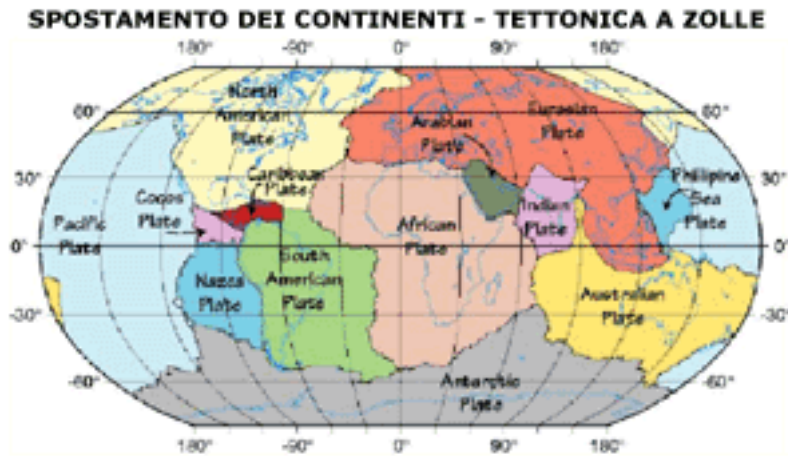 SPOSTAMENTO DEI CONTINENTI - TETTONICA A ZOLLE
180° -90° 0° 90° 180°
60° 60°
30° 30°
0° 0°
-30° -30°
-60° -60°
North
American
Plate
Eurasian
Plate
Arabian
Plate
Caribbean
Plate
Cocos
Plate
Pacific
Plate
Phillipine
Sea
Plate
Indian
Plate
African
Plate
South
American
Plate
Nazca
Plate
Australian
Plate
Antarctic
Plate
180° -90° 0° 90° 180°